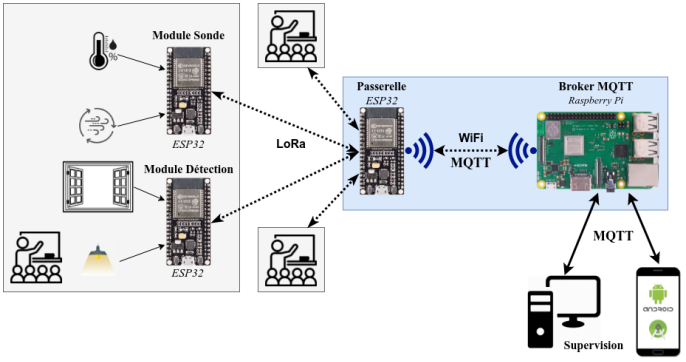 Module Sonde
%
ESP32
Module Détection
ESP32
LoRa
Passerelle
ESP32
WiFi
MQTT
Broker MQTT
Raspberry Pi
MQTT
Supervision
ANDROID